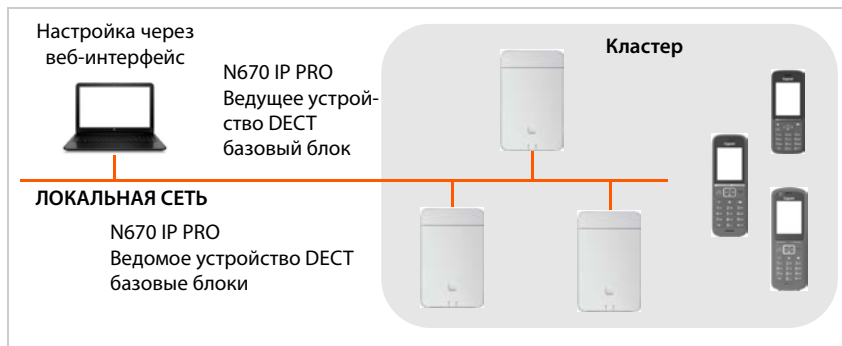 Настройка через
веб-интерфейс
N670 IP PRO
Ведущее устрой-
ство DECT
базовый блок
Кластер
ЛОКАЛЬНАЯ СЕТЬ
N670 IP PRO
Ведомое устройство DECT
базовые блоки